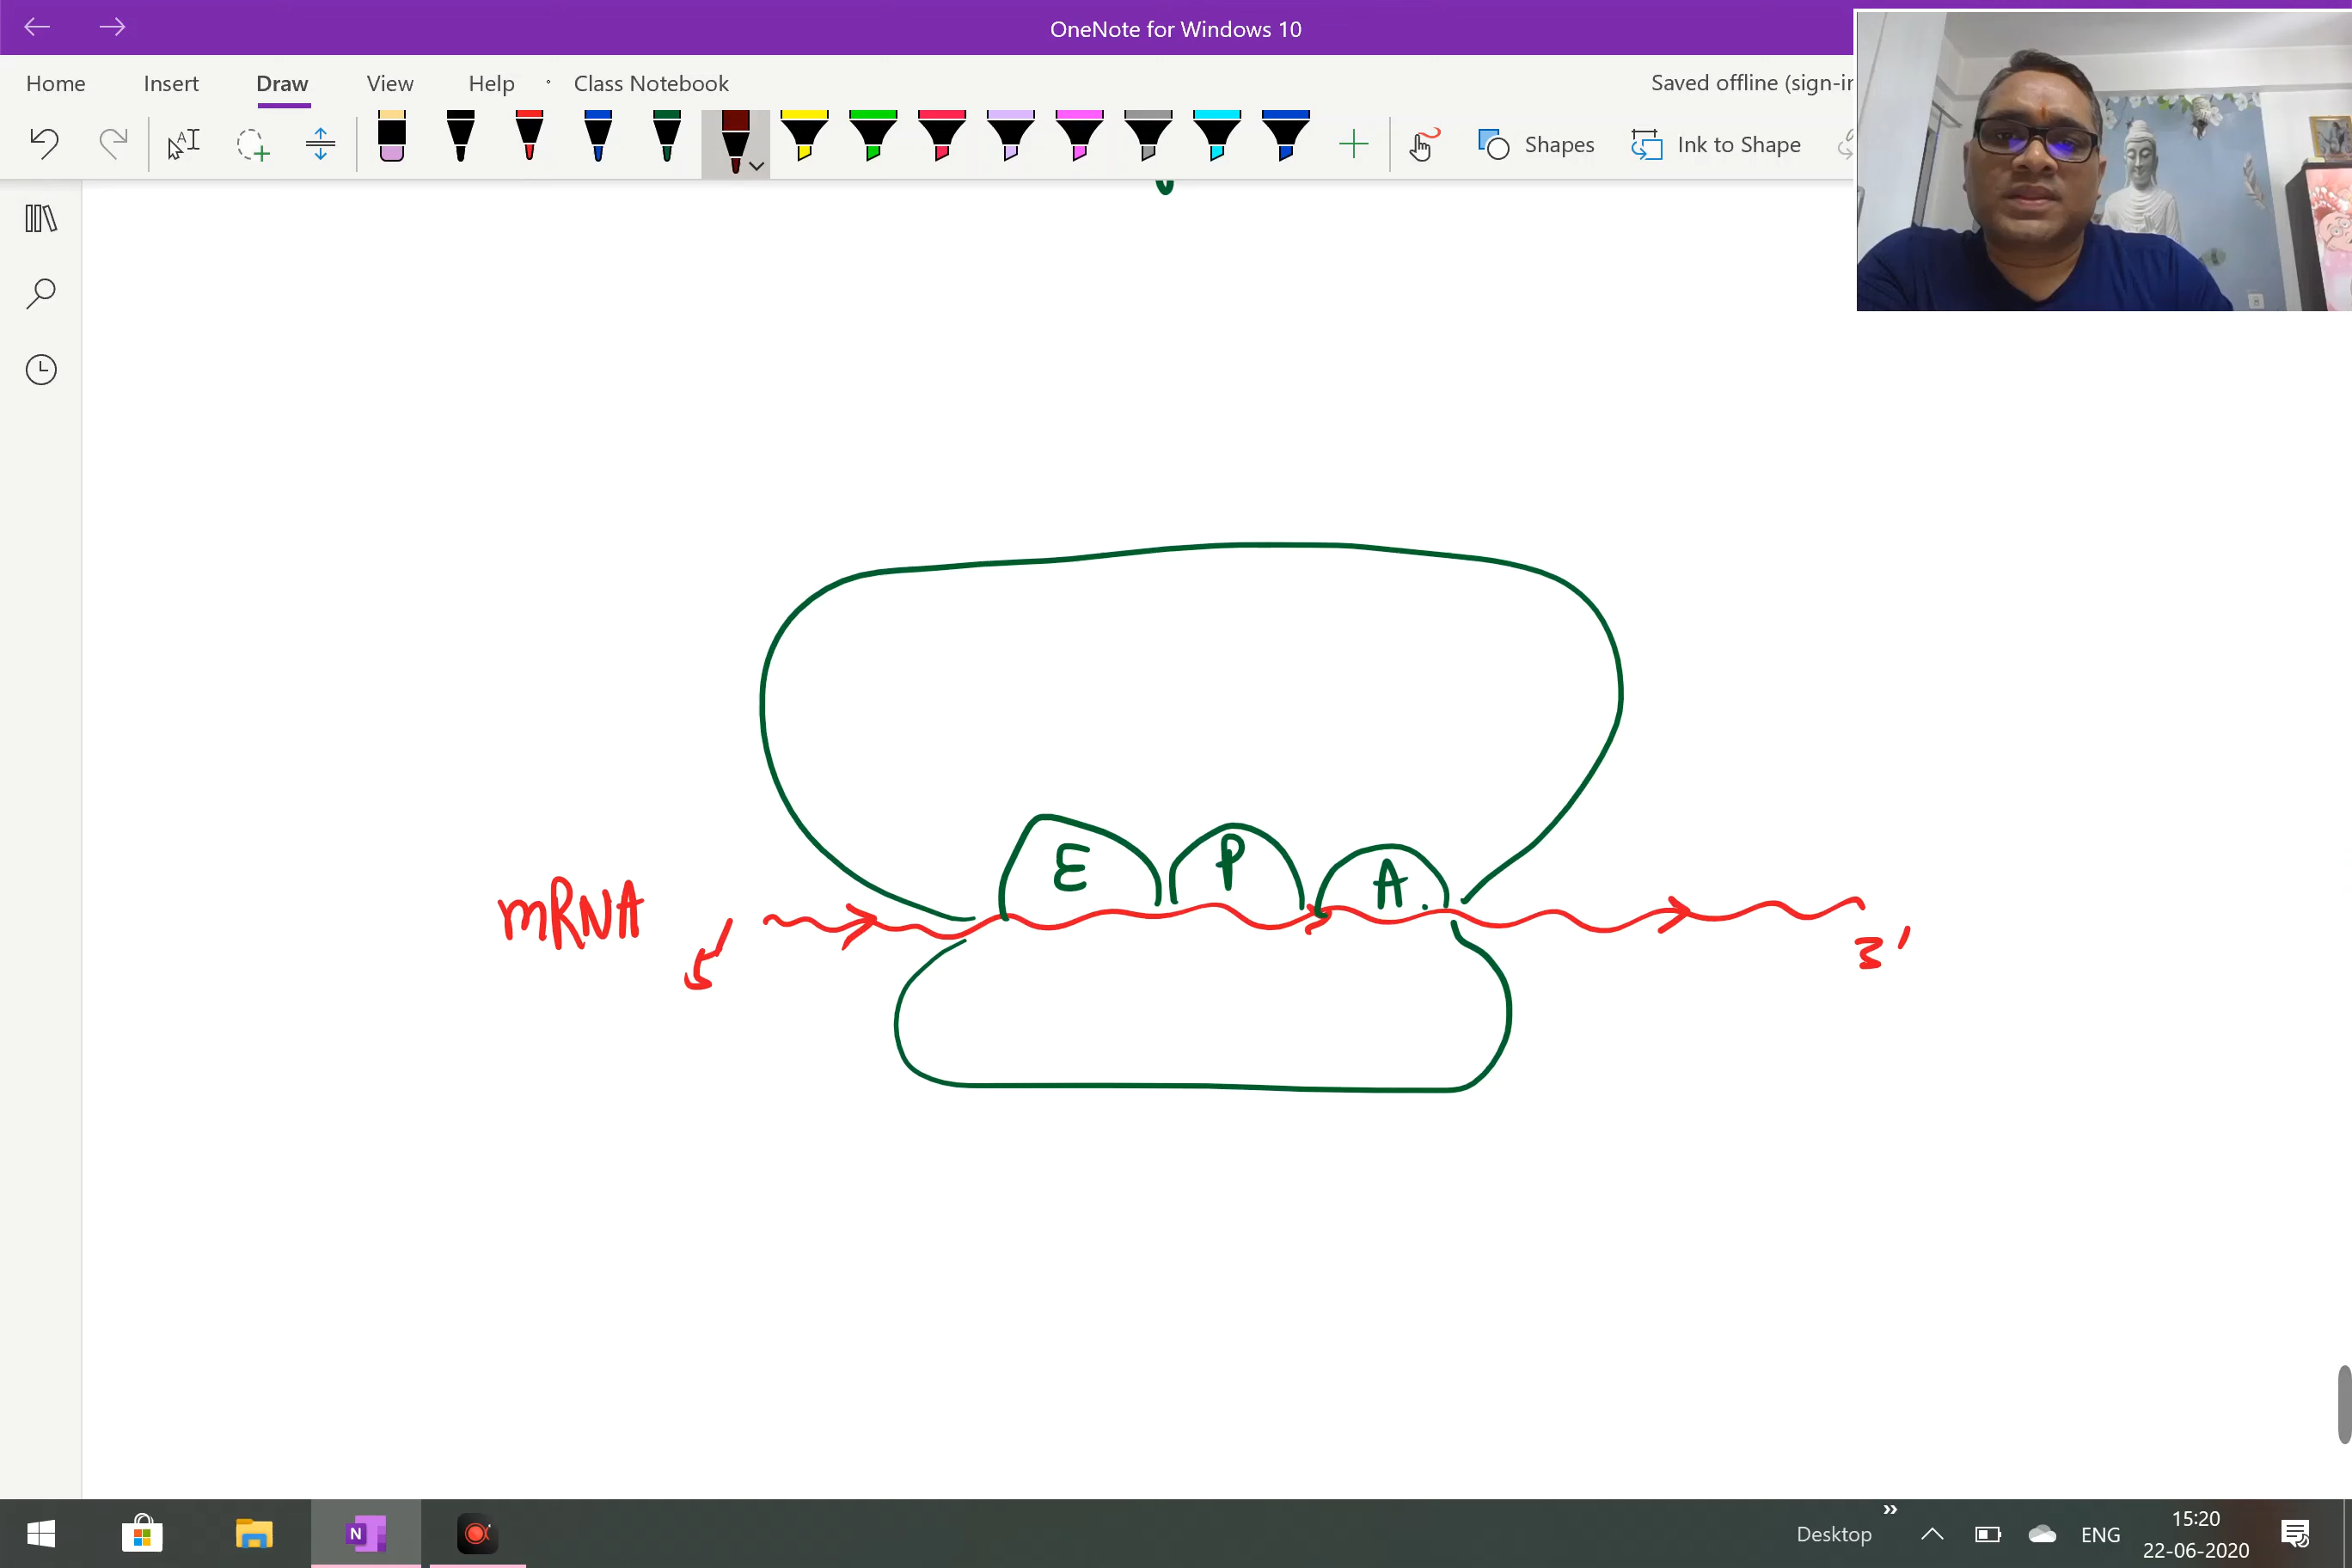 OneNote for Windows 10
Home Insert Draw View Help Class Notebook Saved offline (sign-in
Shapes Ink to Shape
E P A
mRNA
5' 3'
Desktop ENG 15:20
22-06-2020